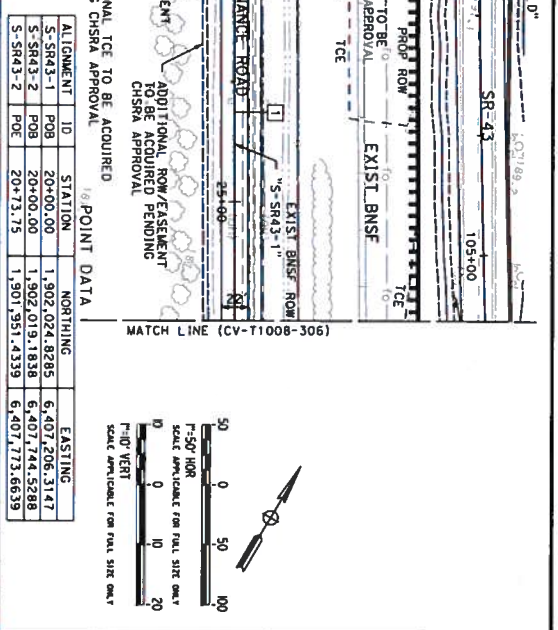 0"
SR-43
105+00
PROP ROW
TCE
TO BE
APPROVAL
TCE
EXIST BNSF
EXIST BNSF ROW
"S-SR43-1"
1
ANCE ROAD
25+00
20
ENT
ADDITIONAL ROW/EASEMENT
TO BE ACQUIRED PENDING
CHSRA APPROVAL
NAL TCE TO BE ACQUIRED
G CHSRA APPROVAL
MATCH LINE (CV-T1008-306)
50 0 50 100
1"=50' HOR
SCALE APPLICABLE FOR FULL SIZE ONLY
10 0 10 20
1"=10' VERT
SCALE APPLICABLE FOR FULL SIZE ONLY
POINT DATA
ALIGNMENT ID STATION NORTHING EASTING
S-SR43-1 POB 20+00.00 1,902,024.8285 6,407,206.3147
S-SR43-2 POB 20+00.00 1,902,019.1838 6,407,744.5288
S-SR43-2 POE 20+73.75 1,901,951.4339 6,407,773.6639